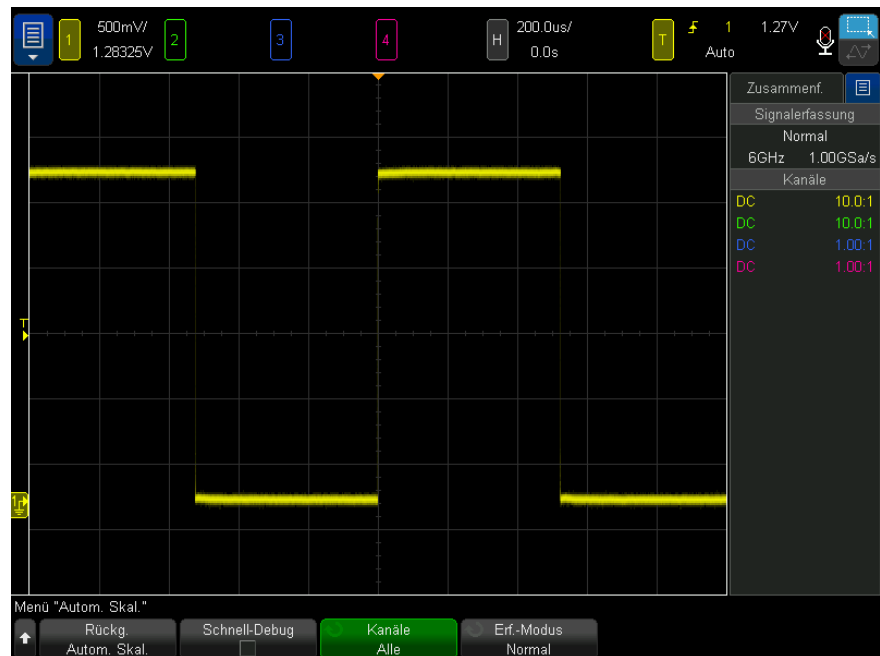 1 500mV/ 1.28325V
2
3
4
H 200.0us/ 0.0s
T 1 1.27V Auto
Zusammenf.
Signalerfassung
Normal
6GHz 1.00GSa/s
Kanäle
DC 10.0:1
DC 10.0:1
DC 1.00:1
DC 1.00:1
T
1
Menü "Autom. Skal."
Rückg. Autom. Skal.
Schnell-Debug
Kanäle Alle
Erf.-Modus Normal